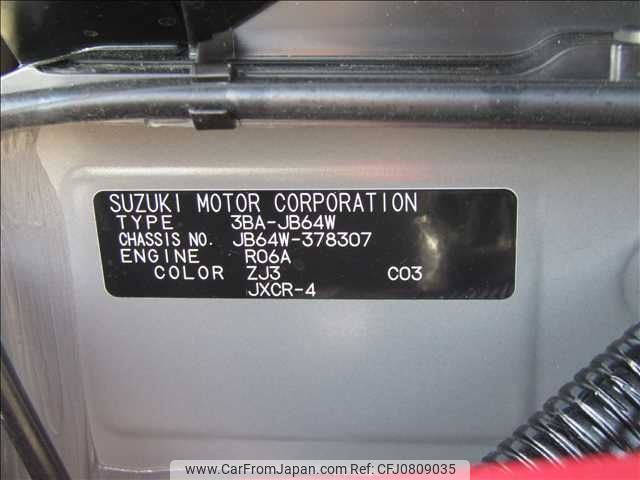 SUZUKI MOTOR CORPORATION
TYPE 3BA-JB64W
CHASSIS NO. JB64W-378307
ENGINE R06A
COLOR ZJ3 C03
JXCR-4
www.CarFromJapan.com - CFJ0809035